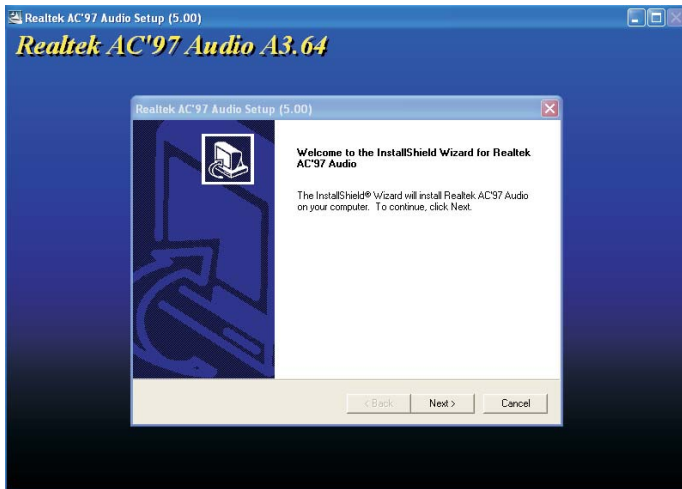 Realtek AC'97 Audio Setup (5.00)
Realtek AC'97 Audio A3.64
Realtek AC'97 Audio Setup (5.00)
Welcome to the InstallShield Wizard for Realtek
AC'97 Audio
The InstallShield® Wizard will install Realtek AC'97 Audio
on your computer. To continue, click Next.
< Back
Next >
Cancel